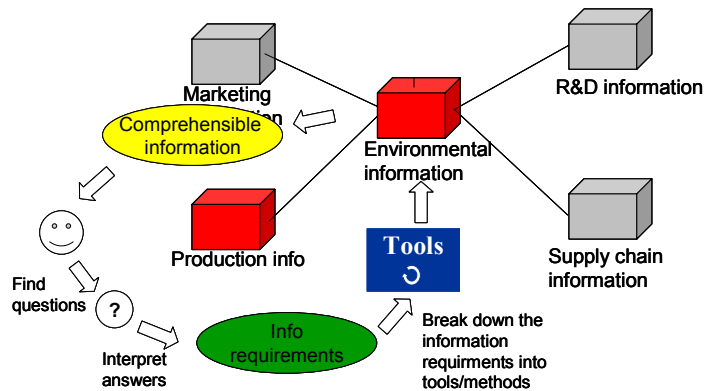 Marketing
Comprehensible
information
R&D information
Environmental
information
Production info
Tools
Supply chain
information
Find
questions
?
Interpret
answers
Info
requirements
Break down the
information
requirments into
tools/methods